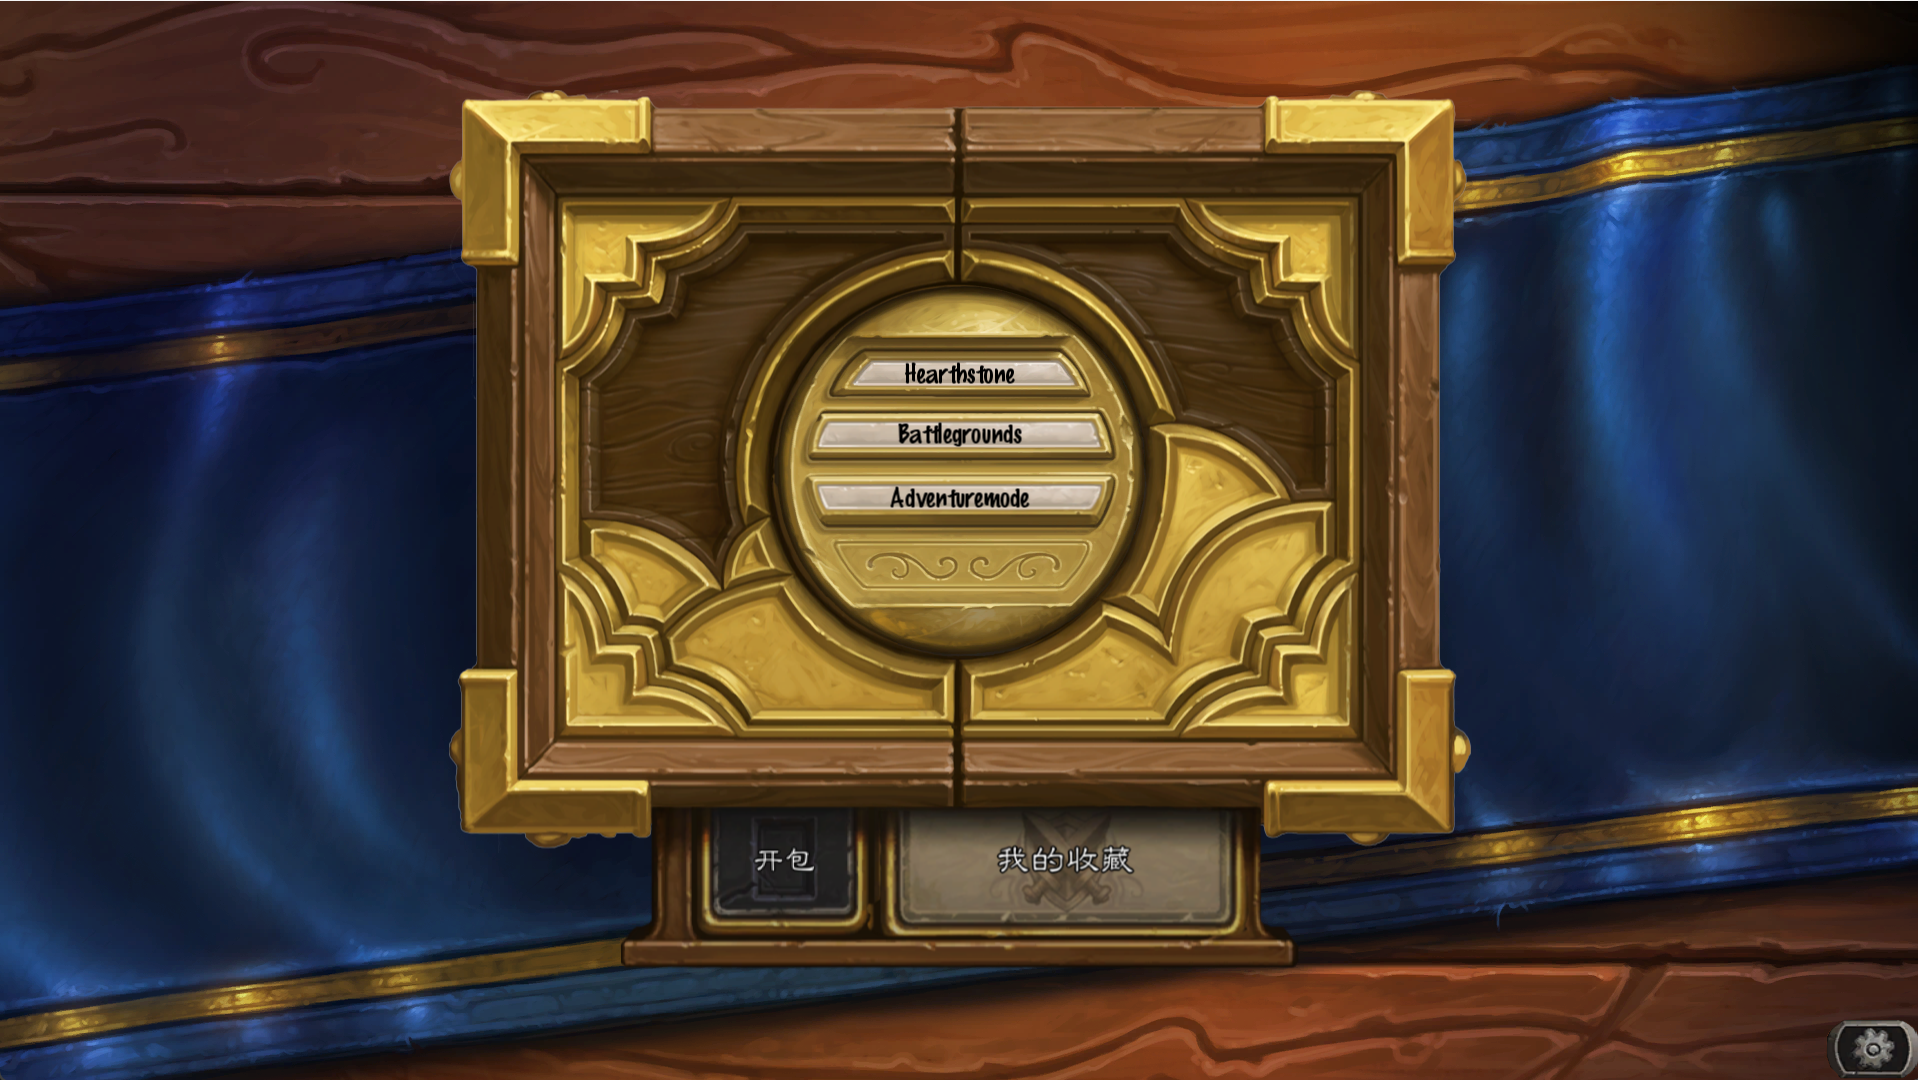 Hearthstone
Battlegrounds
Adventuremode
开包
我的收藏